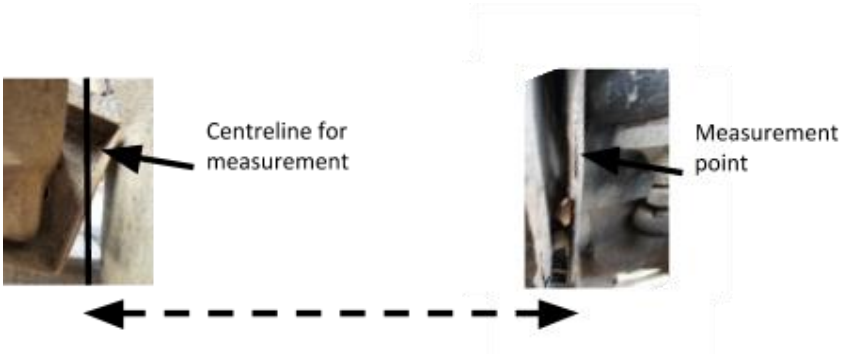 Centreline for
measurement
Measurement
point